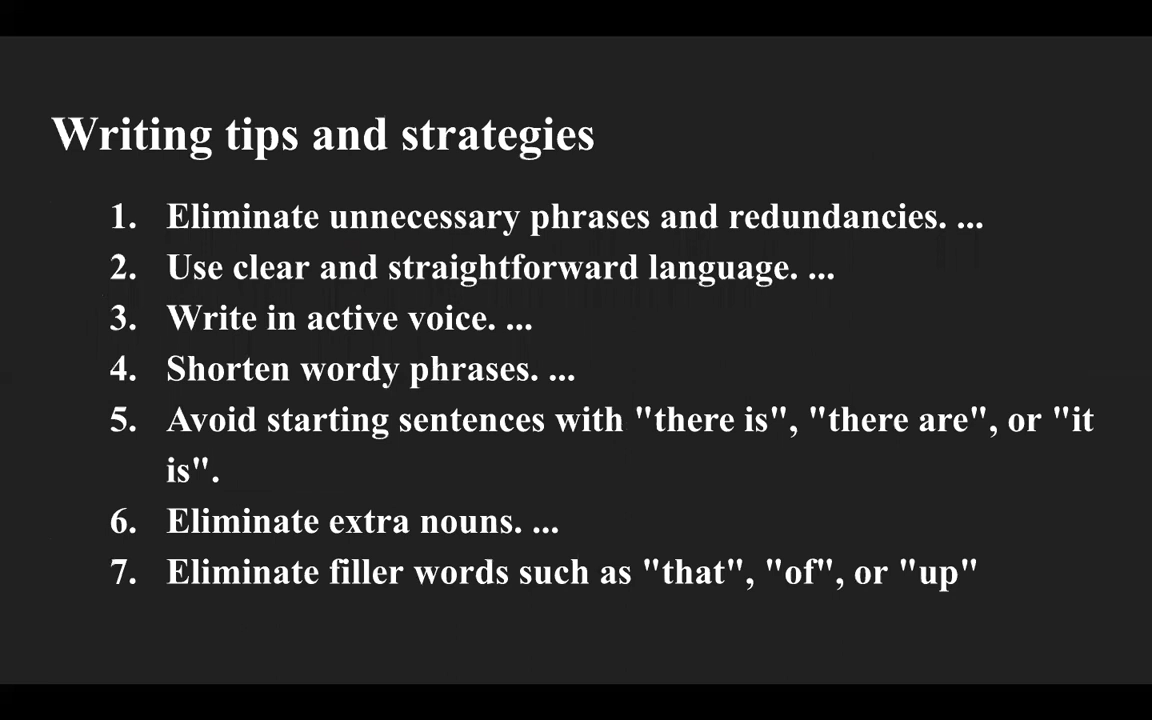 Writing tips and strategies
1. Eliminate unnecessary phrases and redundancies. ...
2. Use clear and straightforward language. ...
3. Write in active voice. ...
4. Shorten wordy phrases. ...
5. Avoid starting sentences with "there is", "there are", or "it
is".
6. Eliminate extra nouns. ...
7. Eliminate filler words such as "that", "of", or "up"